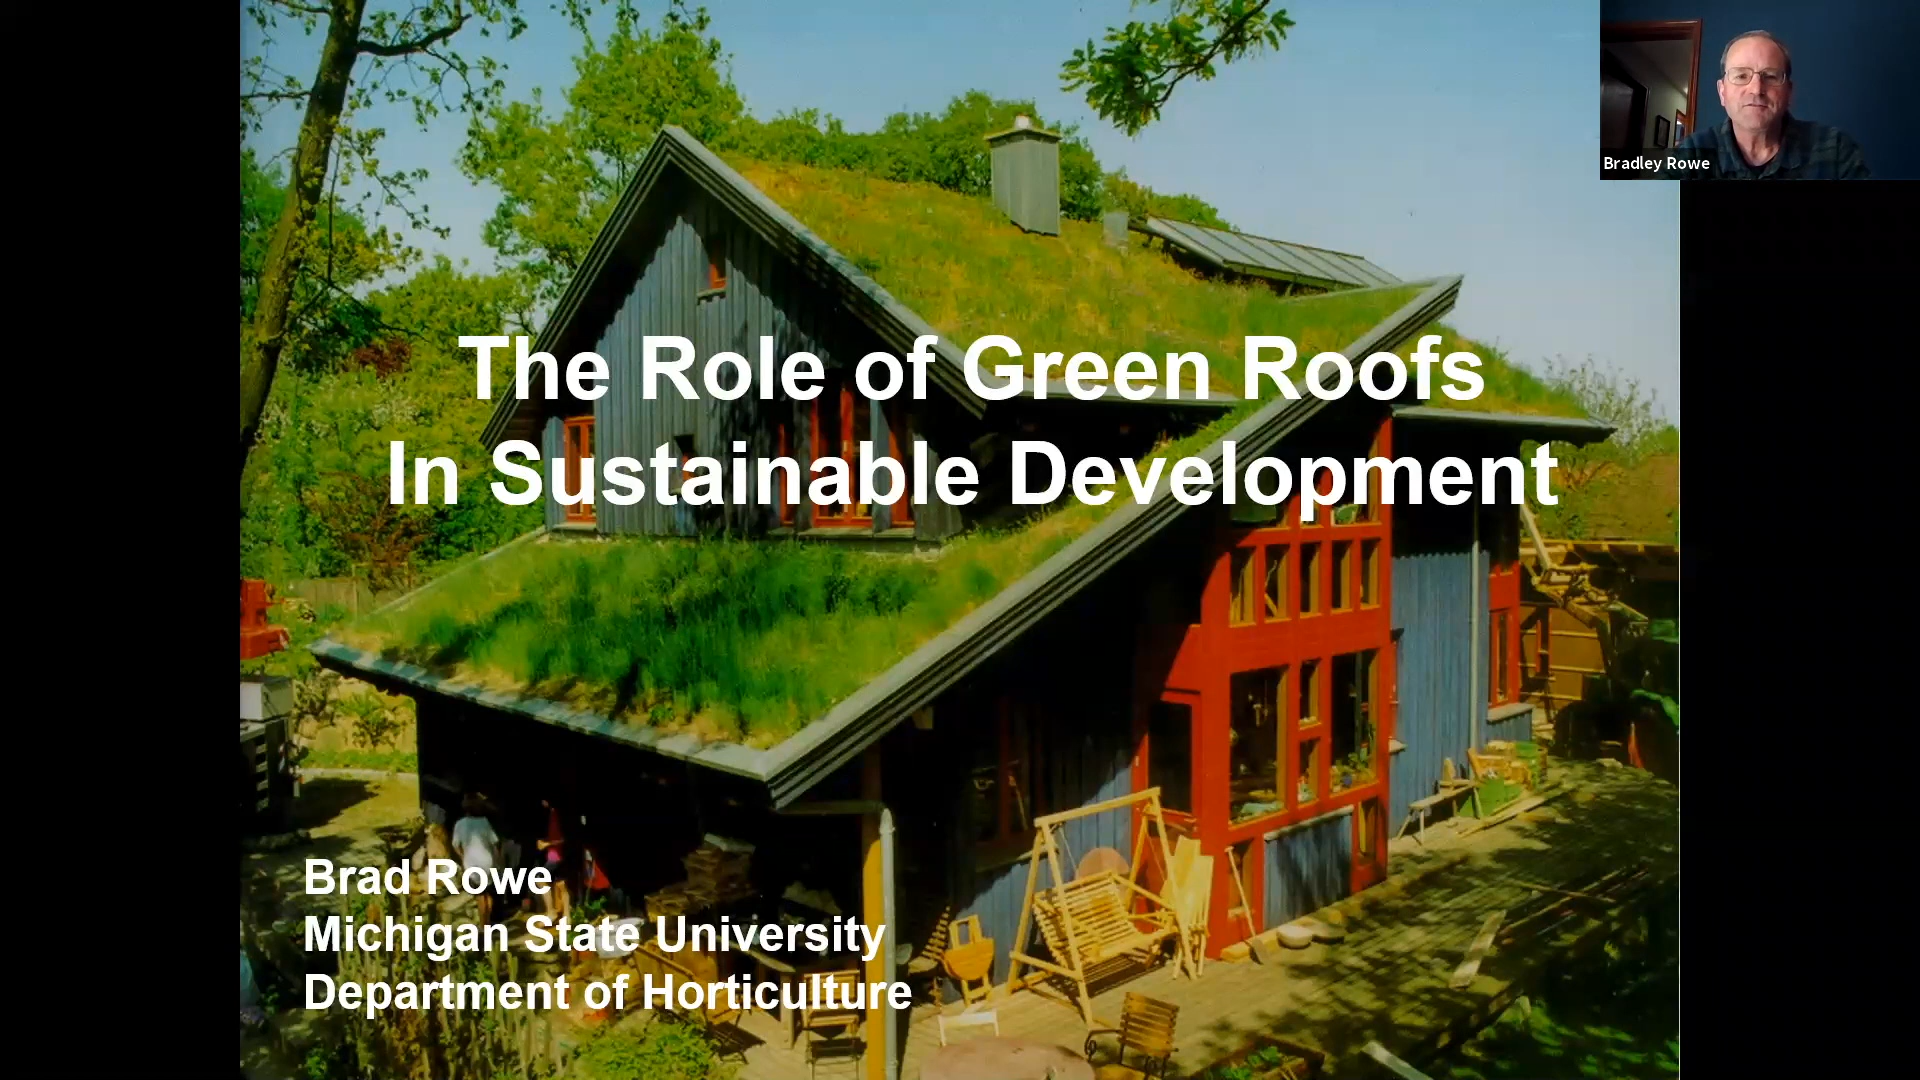 Bradley Rowe
The Role of Green Roofs
In Sustainable Development
Brad Rowe
Michigan State University
Department of Horticulture